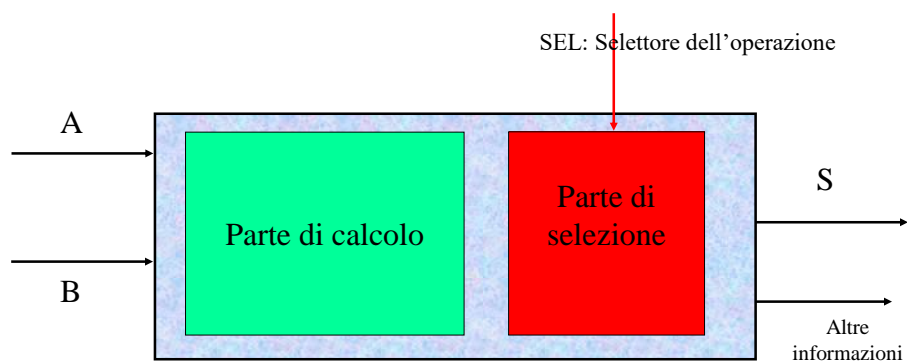 SEL: Selettore dell’operazione
A
B
Parte di calcolo
Parte di
selezione
S
Altre
informazioni